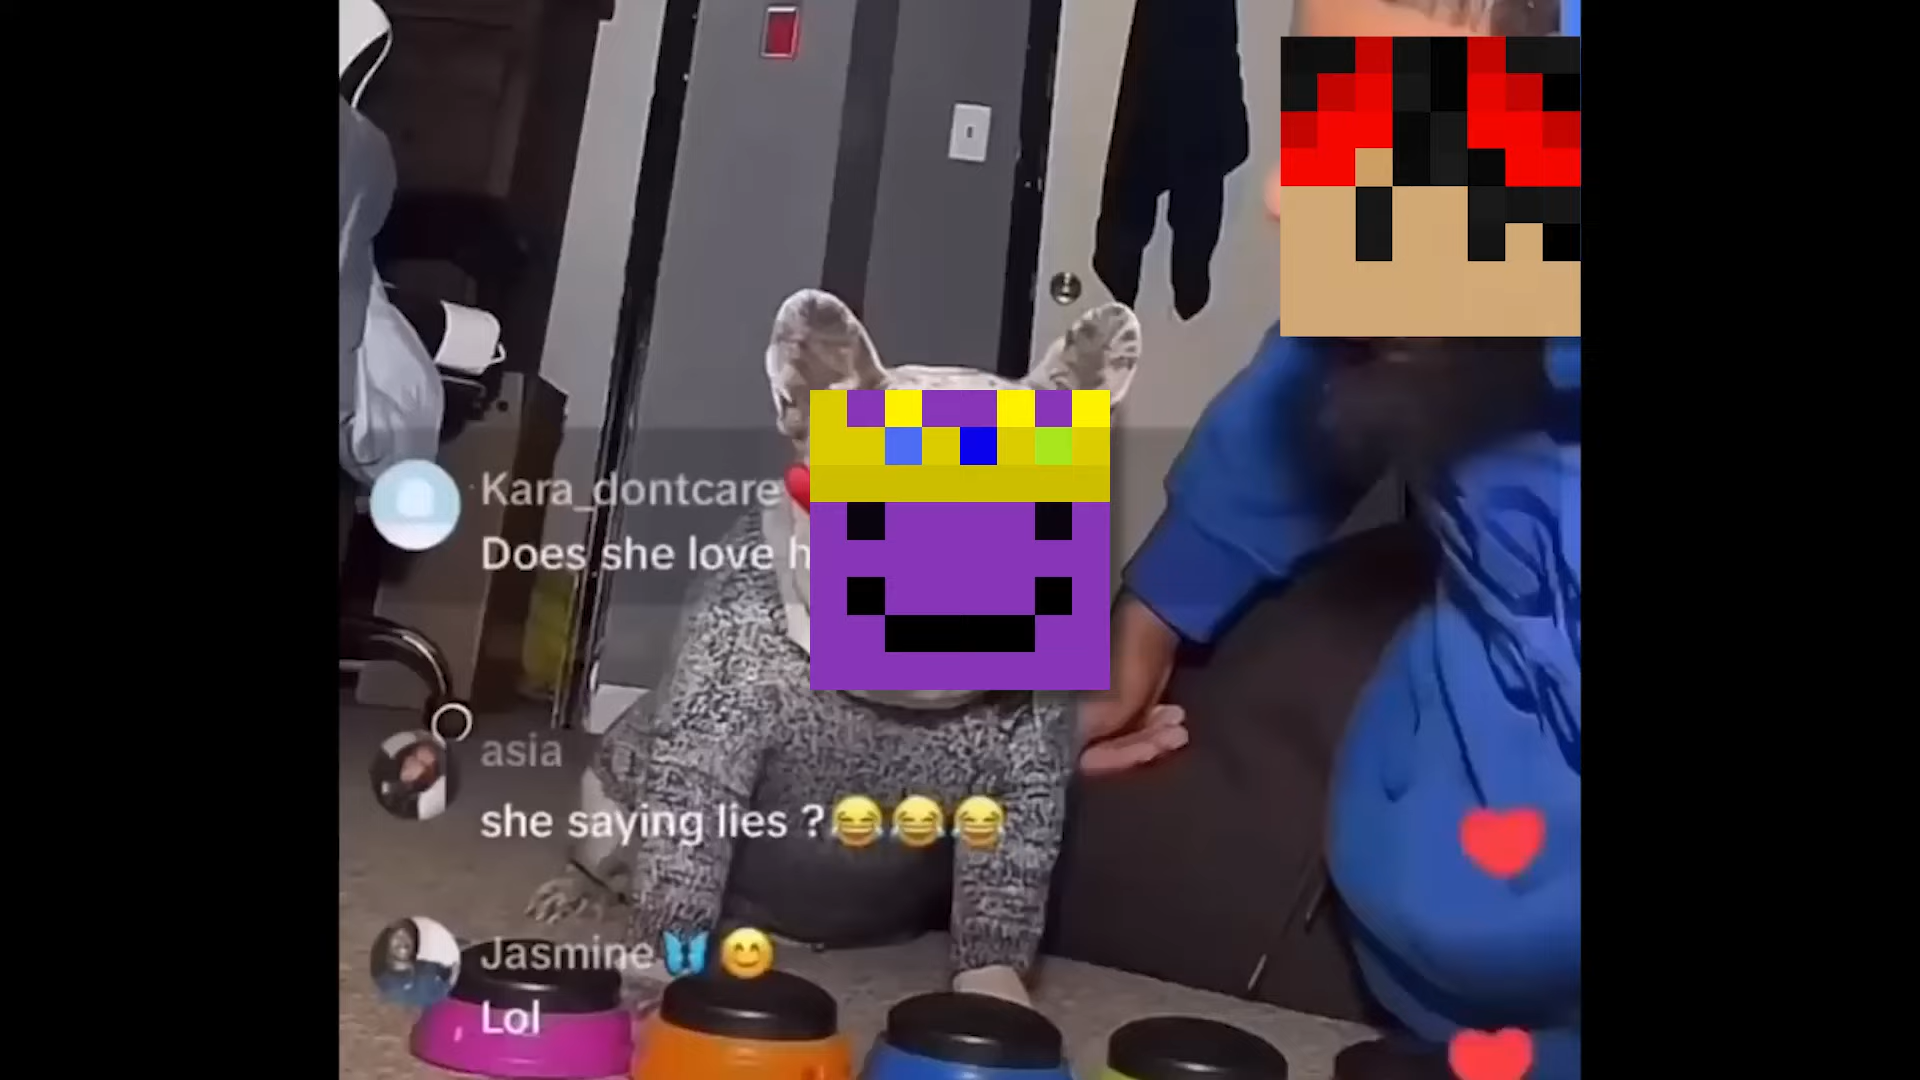 Kara_dontcare
Does she love h
asia
she saying lies ?😂😂😂
Jasmine🦋😊
Lol